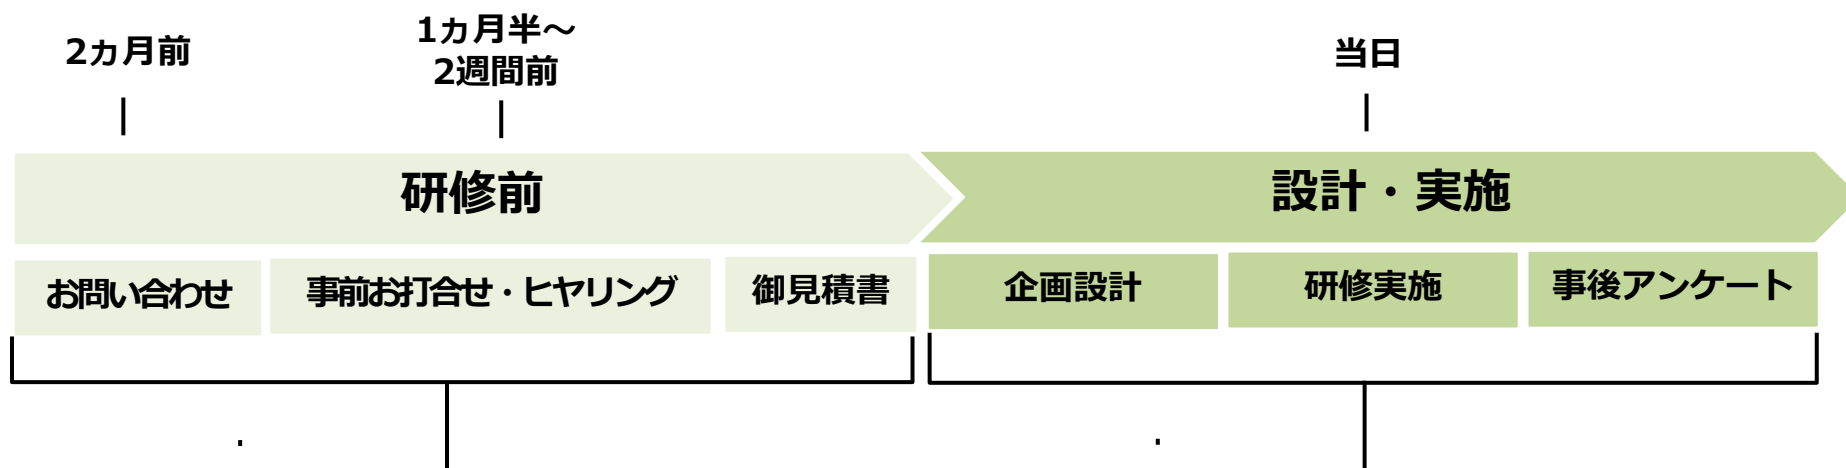 2ヵ月前
1カ月半～
2週間前
当日
研修前
設計・実施
お問い合わせ
事前お打合せ・ヒヤリング
御見積書
企画設計
研修実施
事後アンケート